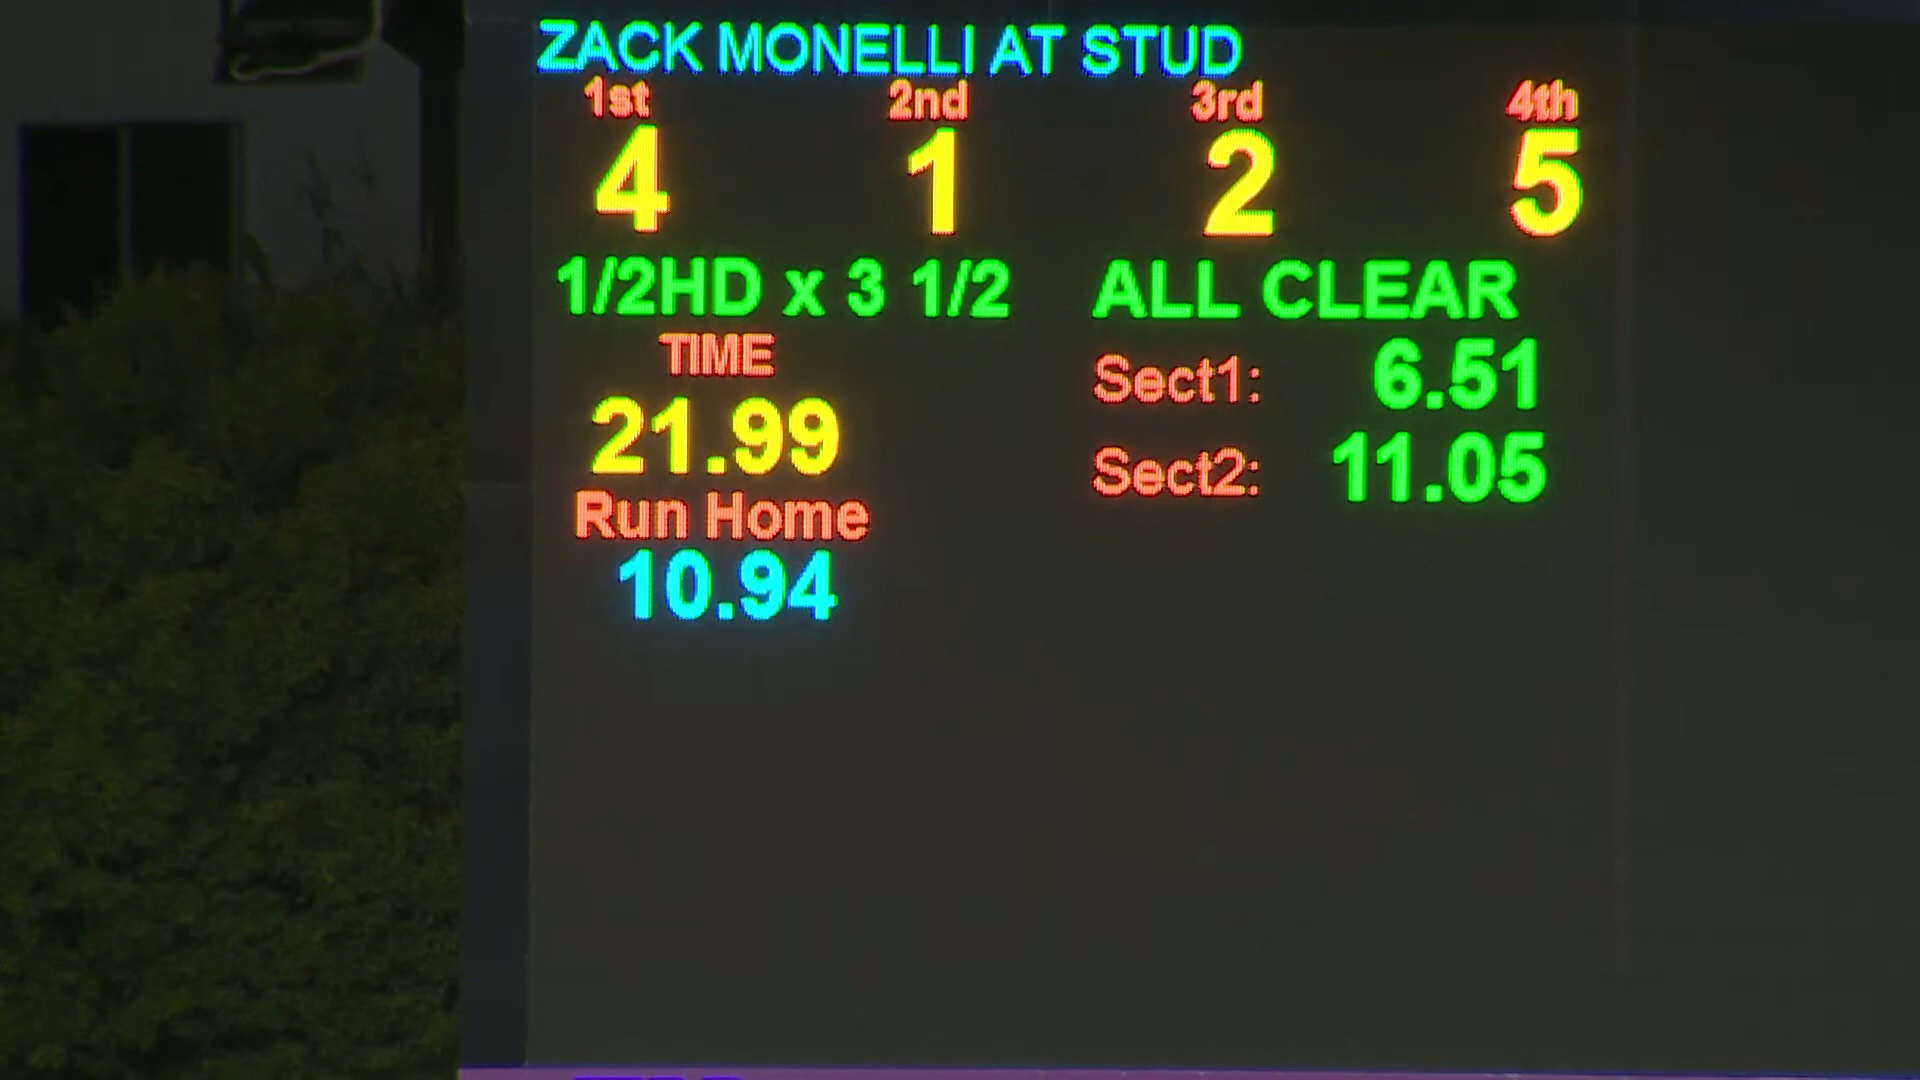 ZACK MONELLI AT STUD
1st 2nd 3rd 4th
4 1 2 5
1/2HD x 3 1/2 ALL CLEAR
TIME
Sect1: 6.51
21.99
Sect2: 11.05
Run Home
10.94